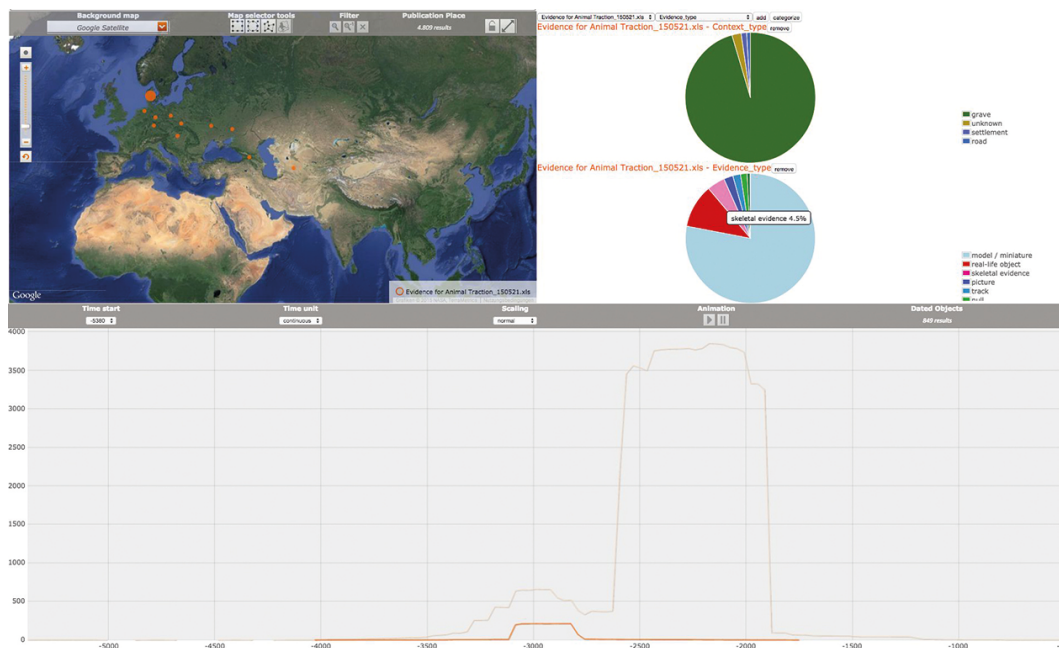 Background map
Google Satellite
Map selector tools
Filter
Publication Place
4.809 results
Google
Evidence for Animal Traction_150521.xls
Evidence for Animal Traction_150521.xls
Evidence_type
add
categorize
Evidence for Animal Traction_150521.xls - Context_type
remove
grave
unknown
settlement
road
Evidence for Animal Traction_150521.xls - Evidence_type
remove
skeletal evidence 4.5%
model / miniature
real-life object
skeletal evidence
picture
track
null
Time start
-5380
Time unit
continuous
Scaling
normal
Animation
Dated Objects
845 results
4000
3500
3000
2500
2000
1500
1000
500
0
-5000
-4500
-4000
-3500
-3000
-2500
-2000
-1500
-1000
-500